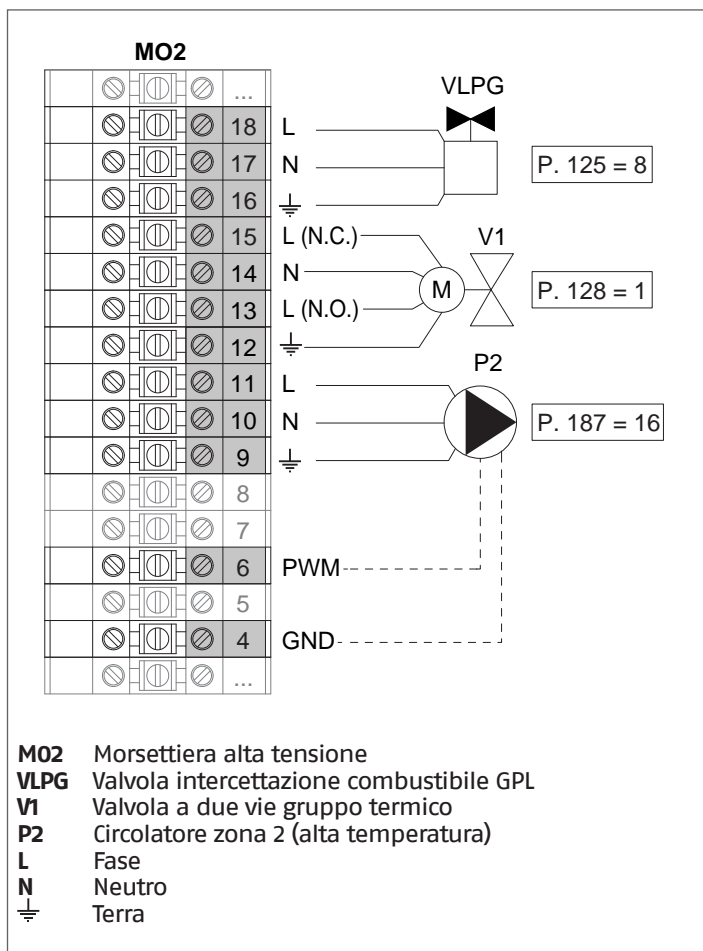 MO2
VLPG
...
18 L
17 N P. 125 = 8
16
15 L (N.C.) V1
14 N M P. 128 = 1
13 L (N.O.)
12
P2
11 L
10 N P. 187 = 16
9
8
7
6 PWM
5
4 GND
...
M02 Morsettiera alta tensione
VLPG Valvola intercettazione combustibile GPL
V1 Valvola a due vie gruppo termico
P2 Circolatore zona 2 (alta temperatura)
L Fase
N Neutro
⏚ Terra